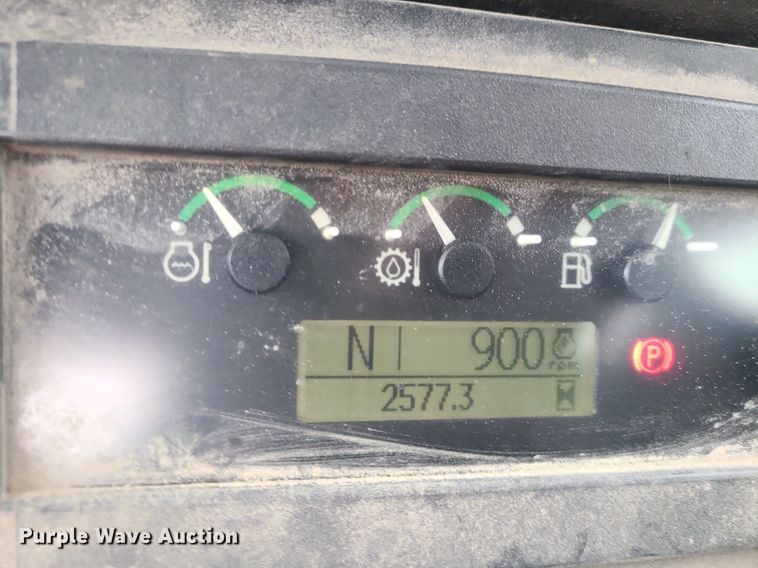 N 900
rpm
2577.3
P
Purple Wave Auction